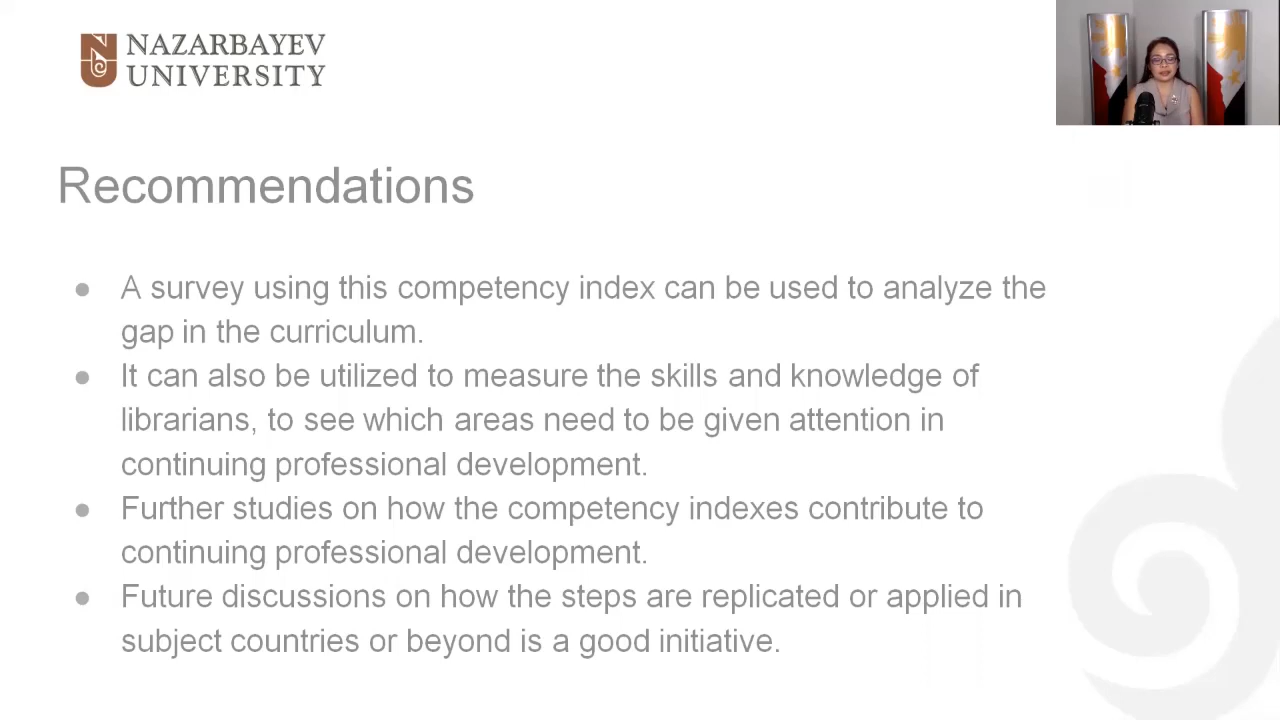 NAZARBAYEV
UNIVERSITY
Recommendations
● A survey using this competency index can be used to analyze the
gap in the curriculum.
● It can also be utilized to measure the skills and knowledge of
librarians, to see which areas need to be given attention in
continuing professional development.
● Further studies on how the competency indexes contribute to
continuing professional development.
● Future discussions on how the steps are replicated or applied in
subject countries or beyond is a good initiative.